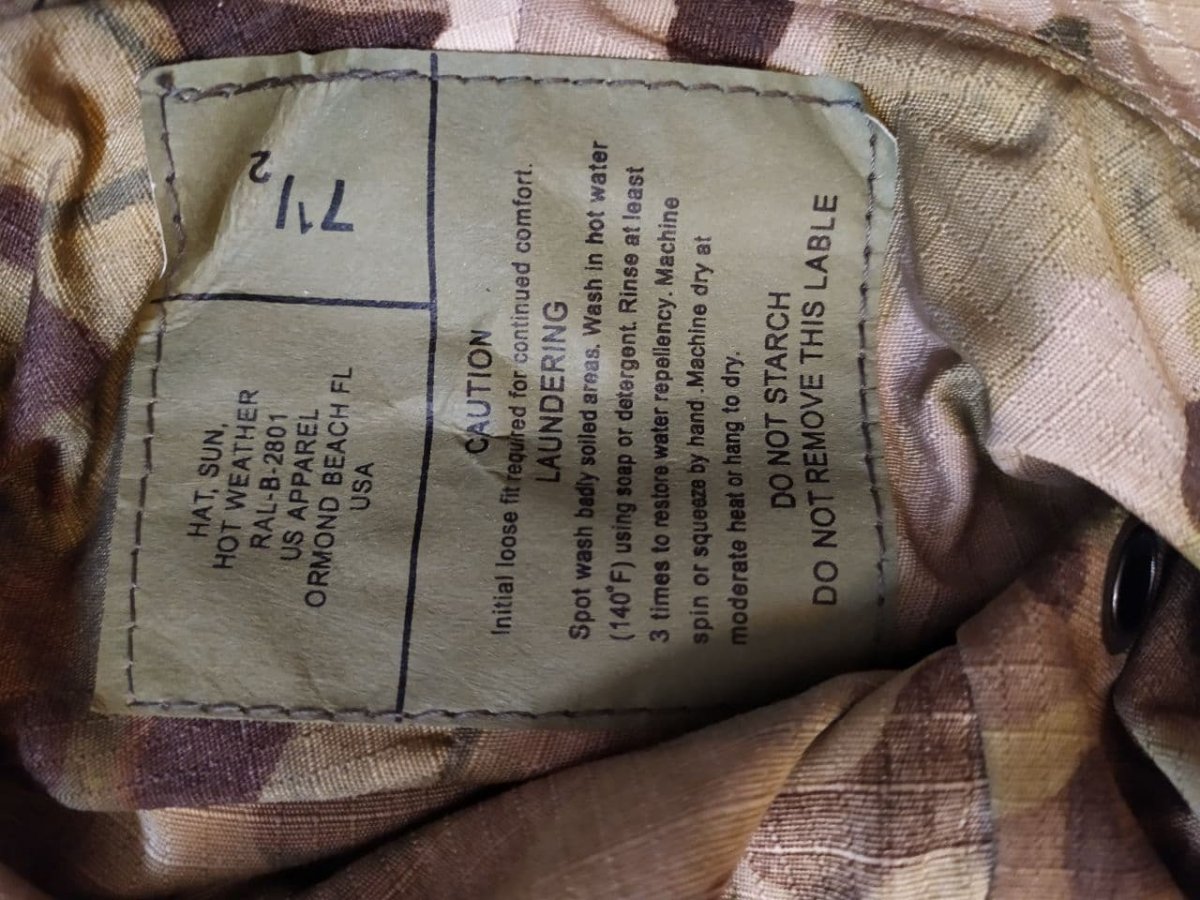 HAT, SUN,
HOT WEATHER
RAL-B-2801
US APPAREL
ORMOND BEACH FL
USA
7 1/2
CAUTION
Initial loose fit required for continued comfort.
LAUNDERING
Spot wash badly soiled areas. Wash in hot water
(140°F) using soap or detergent. Rinse at least
3 times to restore water repellency. Machine
spin or squeeze by hand .Machine dry at
moderate heat or hang to dry.
DO NOT STARCH
DO NOT REMOVE THIS LABLE